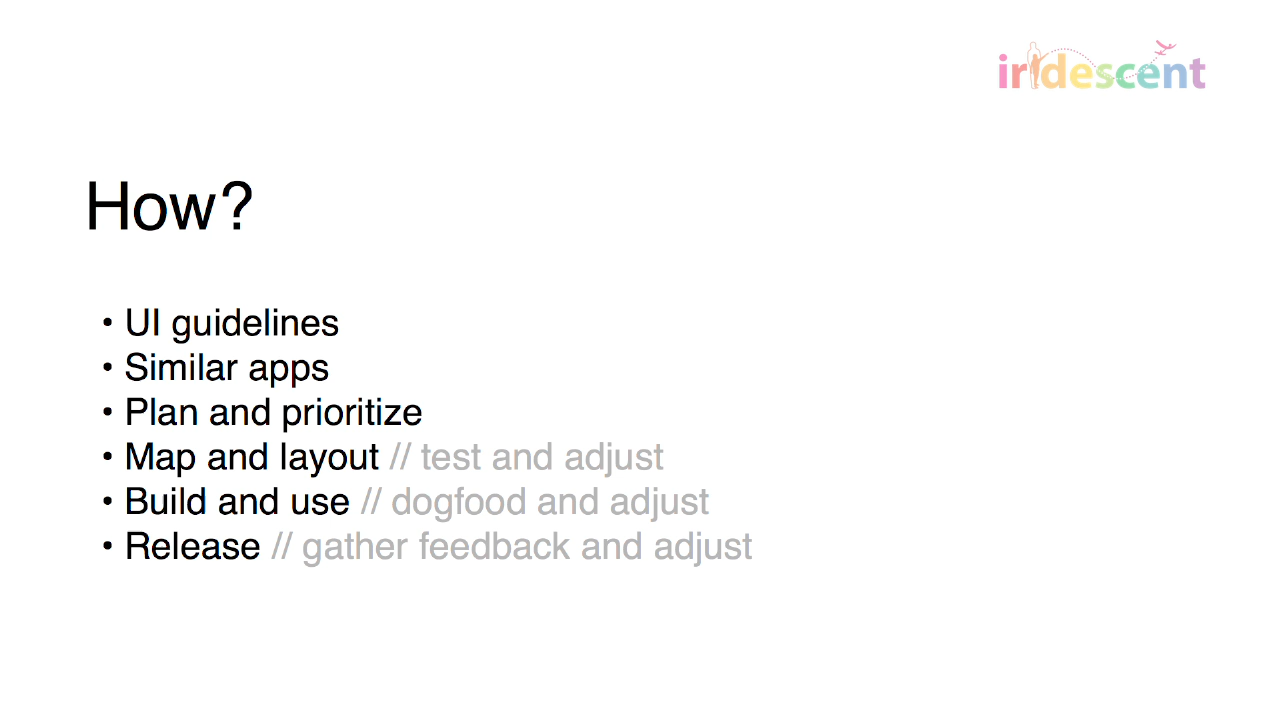 iridescent
How?
• UI guidelines
• Similar apps
• Plan and prioritize
• Map and layout // test and adjust
• Build and use // dogfood and adjust
• Release // gather feedback and adjust